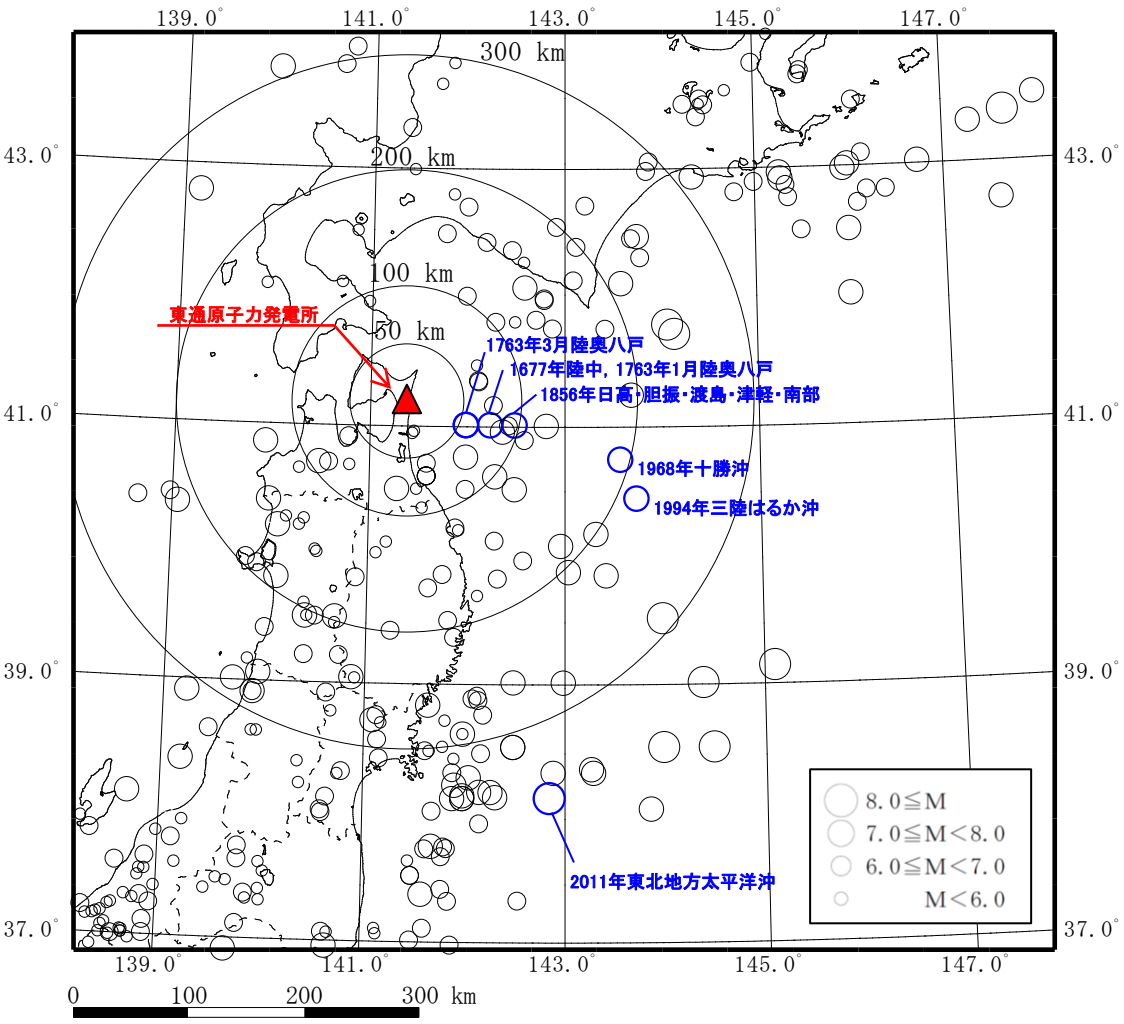 139.0° 141.0° 143.0° 145.0° 147.0°
300 km
43.0° 43.0°
200 km
100 km
東通原子力発電所
50 km
1763年3月陸奥八戸
1677年陸中, 1763年1月陸奥八戸
1856年日高・胆振・渡島・津軽・南部
41.0° 41.0°
1968年十勝沖
1994年三陸はるか沖
39.0° 39.0°
8.0≦M
7.0≦M<8.0
6.0≦M<7.0
M<6.0
2011年東北地方太平洋沖
37.0° 37.0°
139.0° 141.0° 143.0° 145.0° 147.0°
0 100 200 300 km